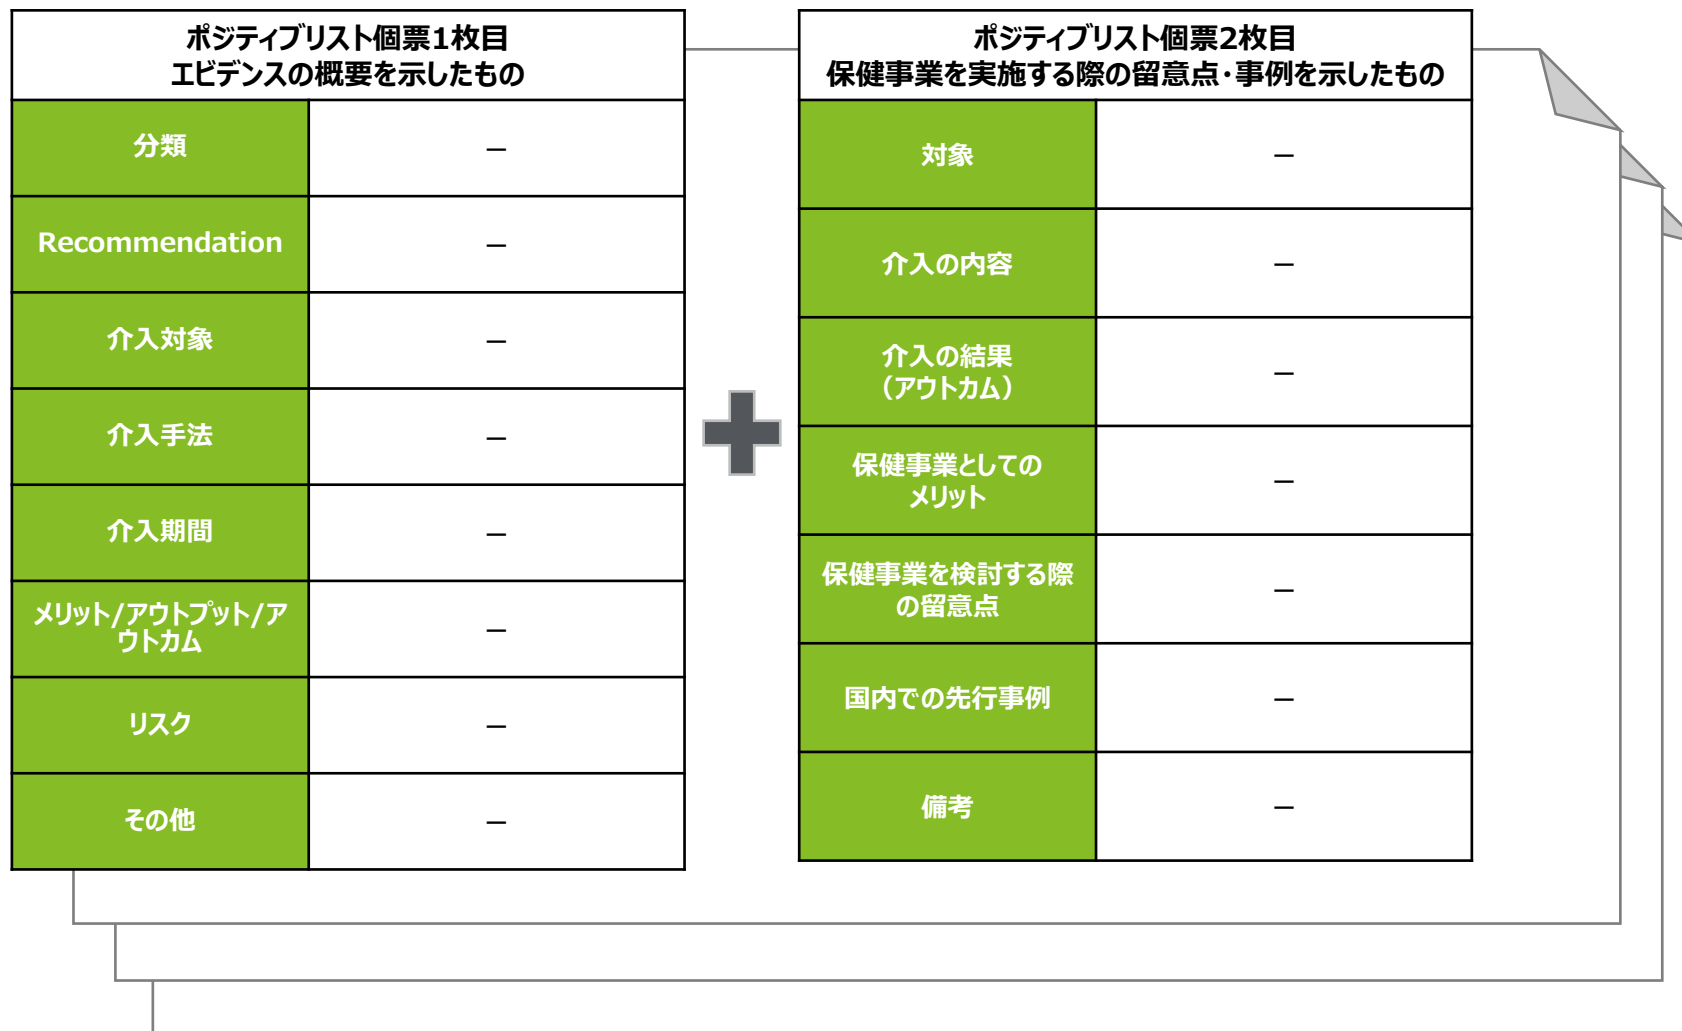 ポジティブリスト個票1枚目
エビデンスの概要を示したもの
分類
—
Recommendation
—
介入対象
—
介入手法
—
介入期間
—
メリット/アウトプット/ア
ウトカム
—
リスク
—
その他
—
ポジティブリスト個票2枚目
保健事業を実施する際の留意点・事例を示したもの
対象
—
介入の内容
—
介入の結果
（アウトカム）
—
保健事業としての
メリット
—
保健事業を検討する際
の留意点
—
国内での先行事例
—
備考
—